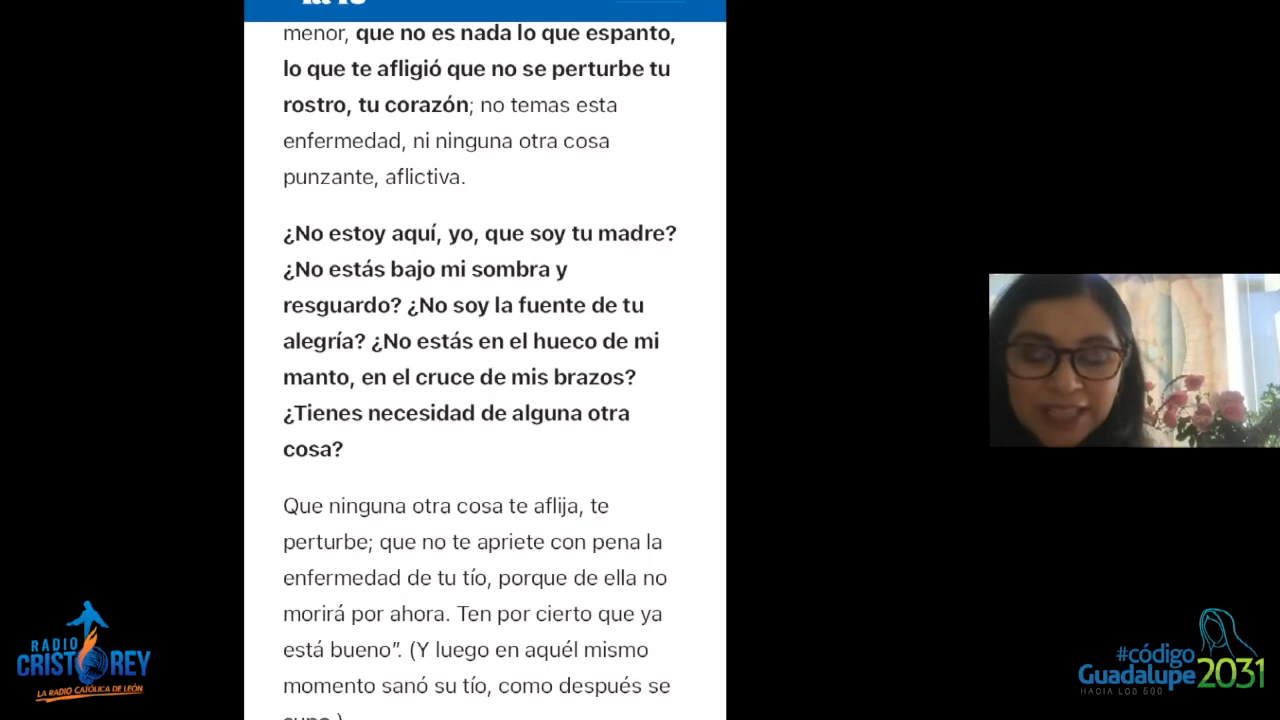 menor, que no es nada lo que espanto,
lo que te afligió que no se perturbe tu
rostro, tu corazón; no temas esta
enfermedad, ni ninguna otra cosa
punzante, aflictiva.
¿No estoy aquí, yo, que soy tu madre?
¿No estás bajo mi sombra y
resguardo? ¿No soy la fuente de tu
alegría? ¿No estás en el hueco de mi
manto, en el cruce de mis brazos?
¿Tienes necesidad de alguna otra
cosa?
Que ninguna otra cosa te aflija, te
perturbe; que no te apriete con pena la
enfermedad de tu tío, porque de ella no
morirá por ahora. Ten por cierto que ya
está bueno”. (Y luego en aquél mismo
momento sanó su tío, como después se
supo.)
RADIO
CRISTO REY
LA RADIO CATÓLICA DE LEÓN
#código
Guadalupe 2031
HACIA LOS 500